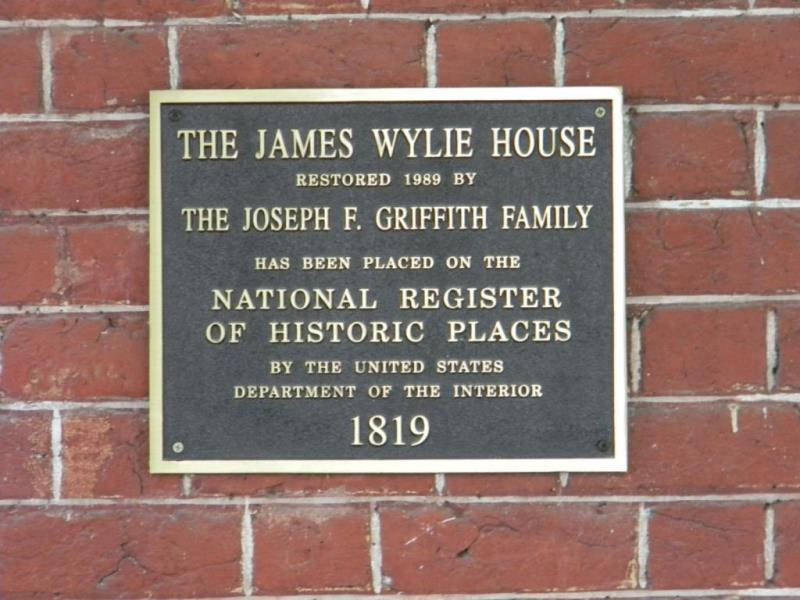 THE JAMES WYLIE HOUSE
RESTORED 1989 BY
THE JOSEPH F. GRIFFITH FAMILY
HAS BEEN PLACED ON THE
NATIONAL REGISTER
OF HISTORIC PLACES
BY THE UNITED STATES
DEPARTMENT OF THE INTERIOR
1819